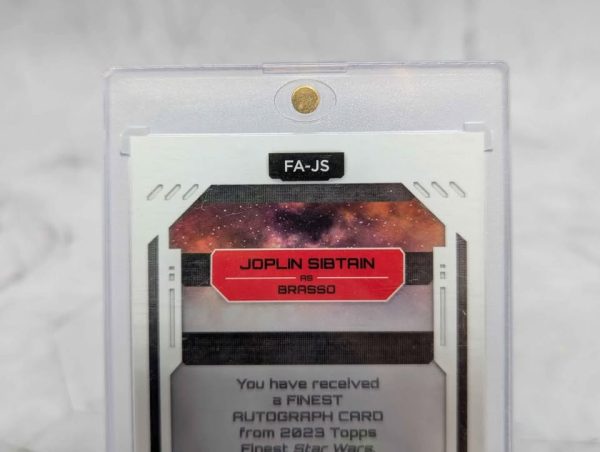 FA-JS
JOPLIN SIBTAIN
AS
BRASSO
You have received
a FINEST
AUTOGRAPH CARD
from 2023 Topps
Finest Star Wars.